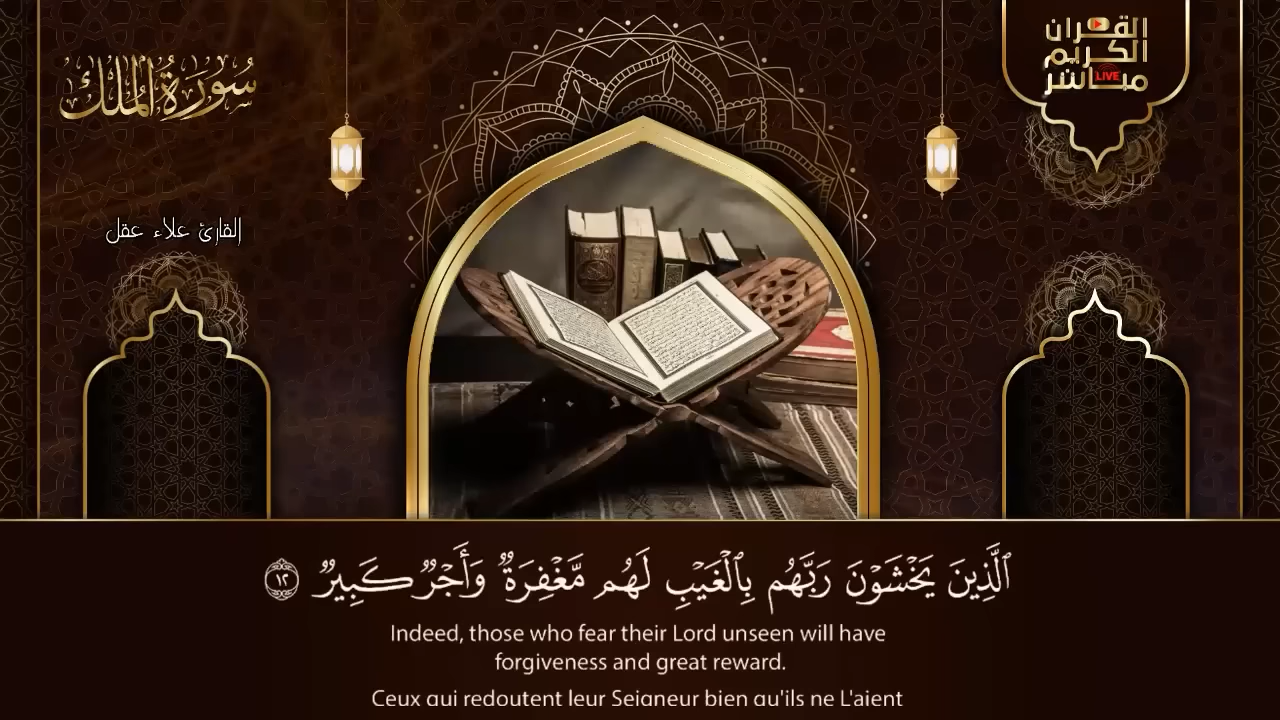 سُورَةُ الْمُلْك
القرآن
الكريم
مباشر
LIVE
القارئ علاء عقل
ٱلَّذِينَ يَخْشَوْنَ رَبَّهُم بِٱلْغَيْبِ لَهُم مَّغْفِرَةٌ وَأَجْرٌ كَبِيرٌ ١٢
Indeed, those who fear their Lord unseen will have
forgiveness and great reward.
Ceux qui redoutent leur Seigneur bien qu'ils ne L'aient